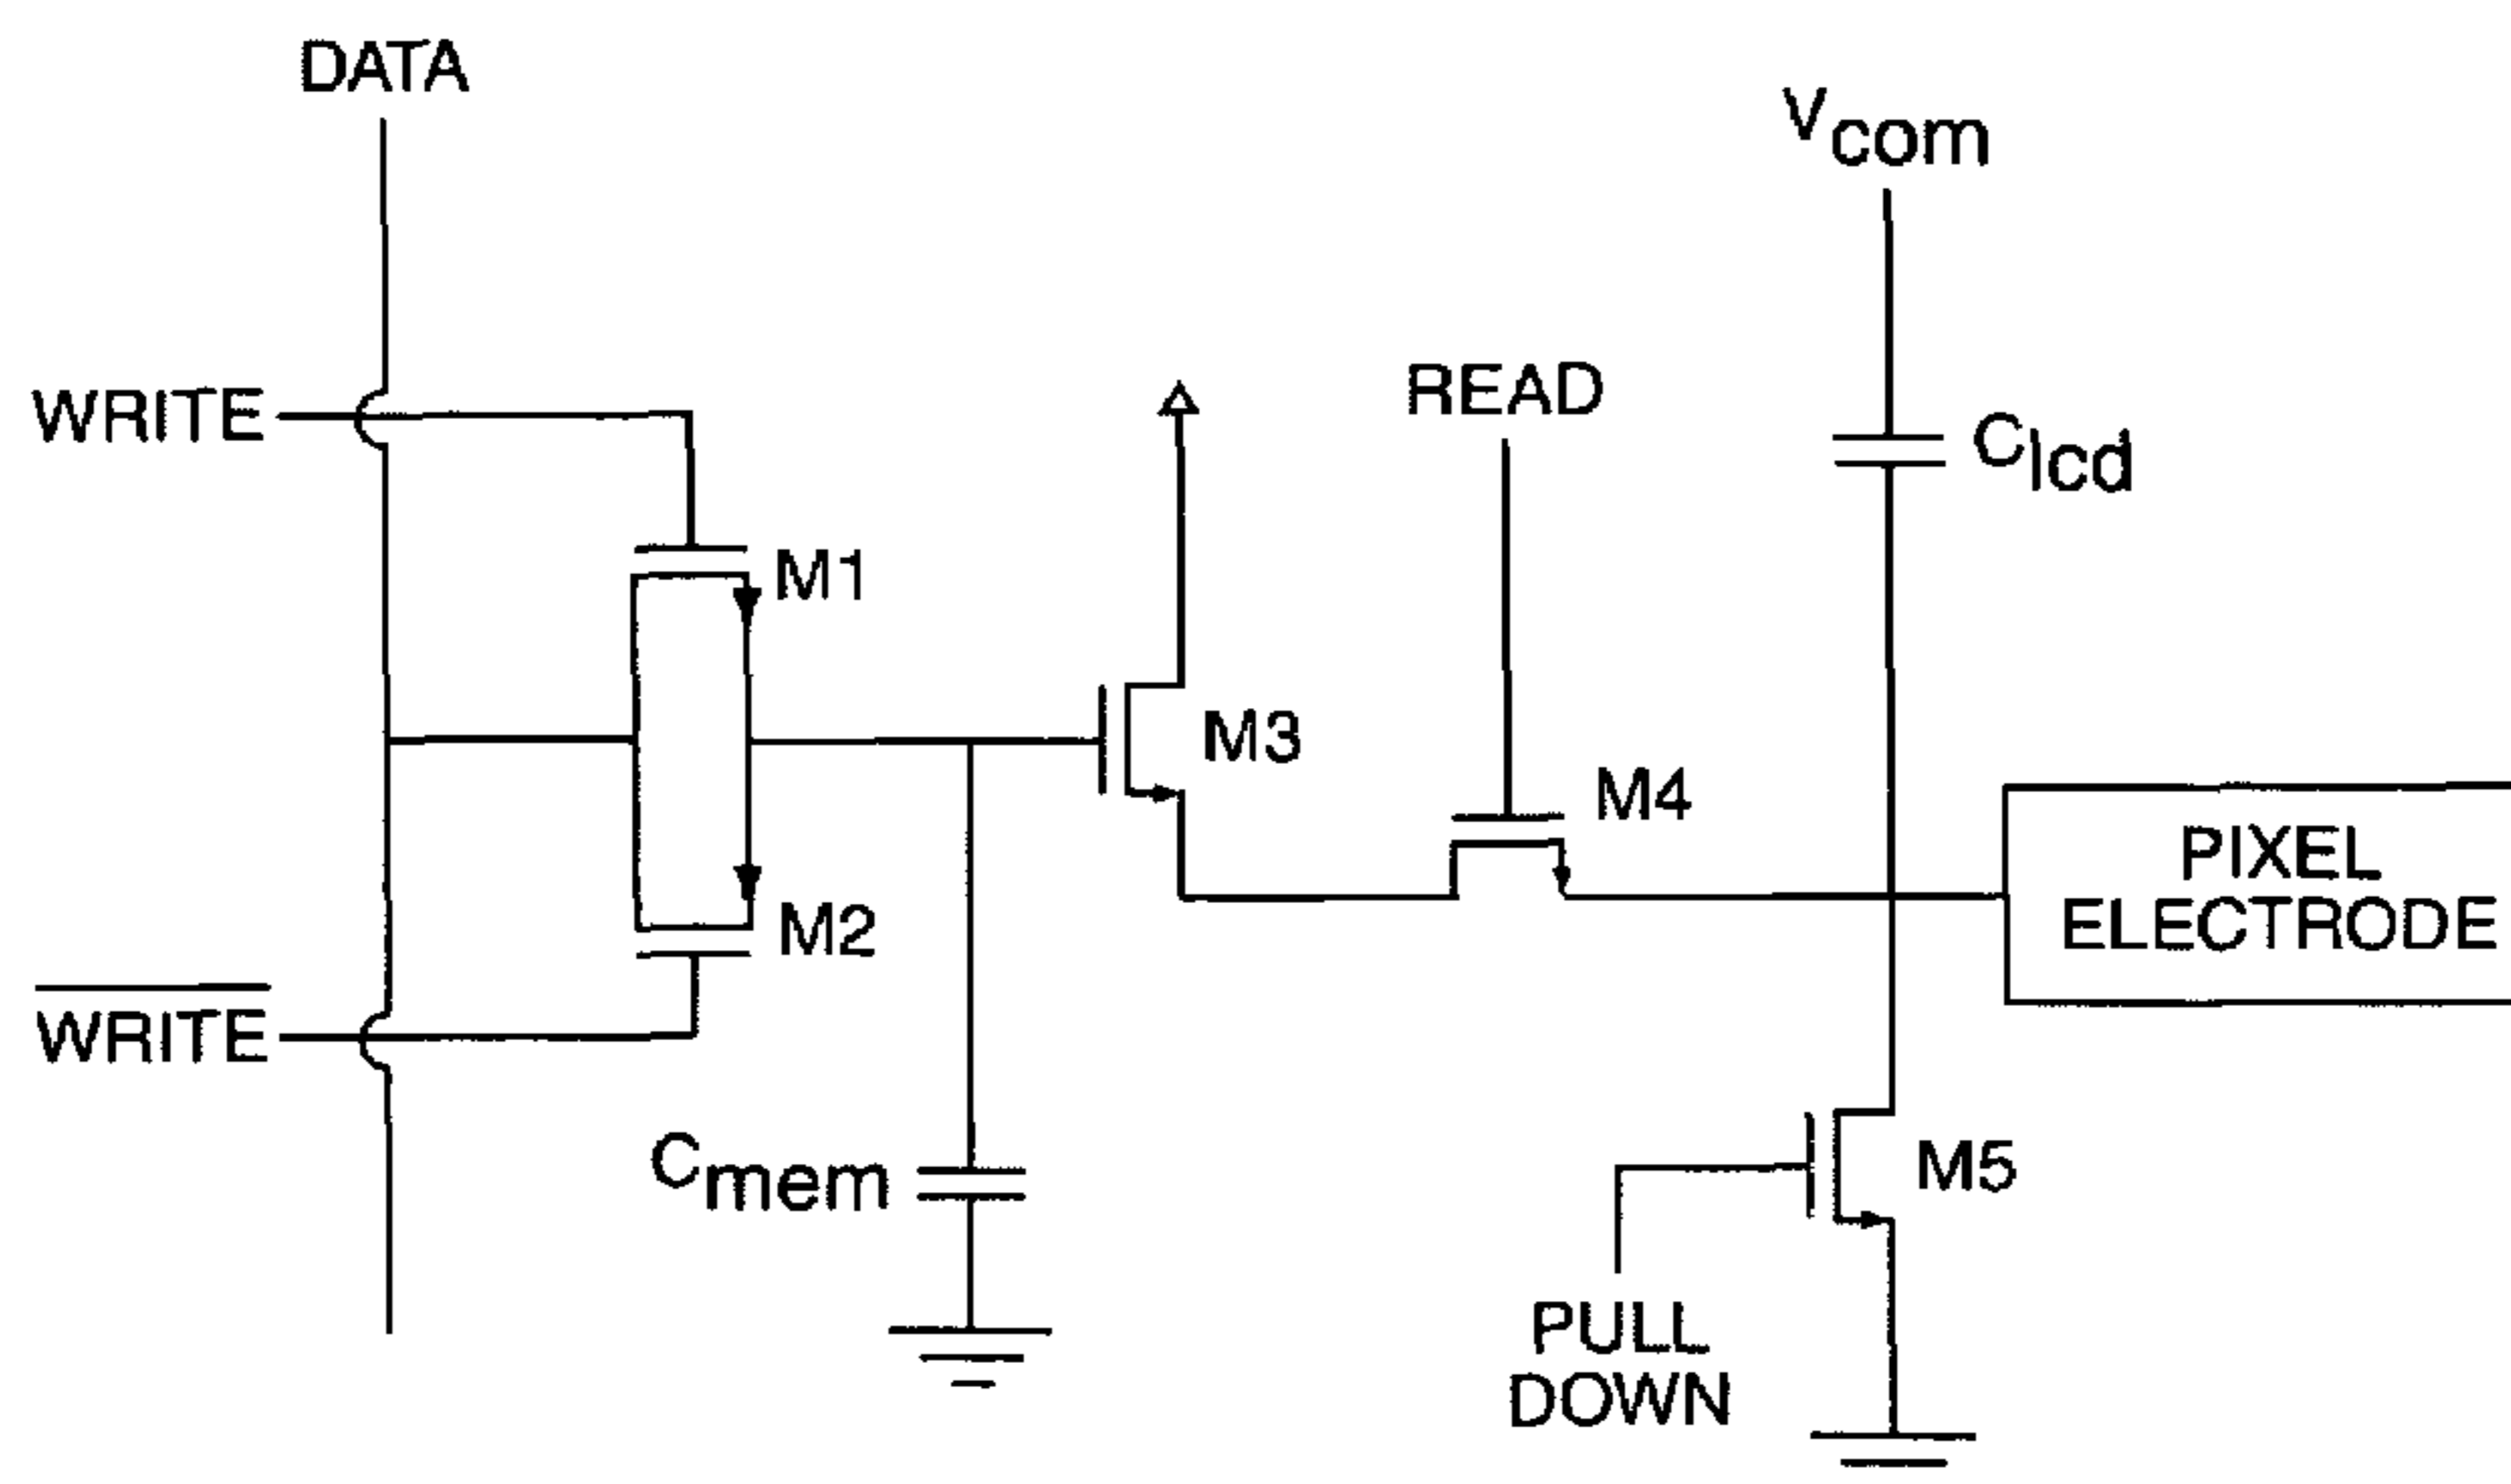 DATA
Vcom
WRITE
READ
Clcd
M1
M3
M4
PIXEL
ELECTRODE
M2
WRITE
Cmem
M5
PULL
DOWN